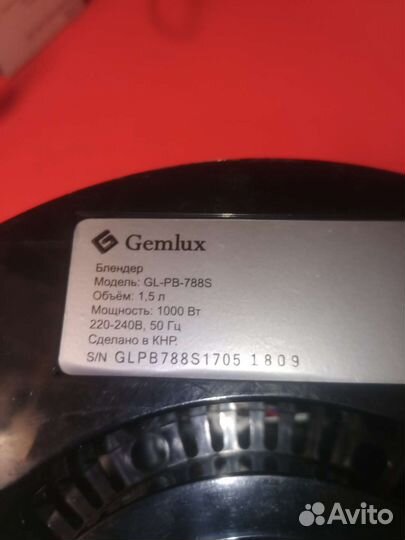 Gemlux
Блендер
Модель: GL-PB-788S
Объём: 1,5 л
Мощность: 1000 Вт
220-240В, 50 Гц
Сделано в КНР.
S/N GLPB788S1705 1809
Avito